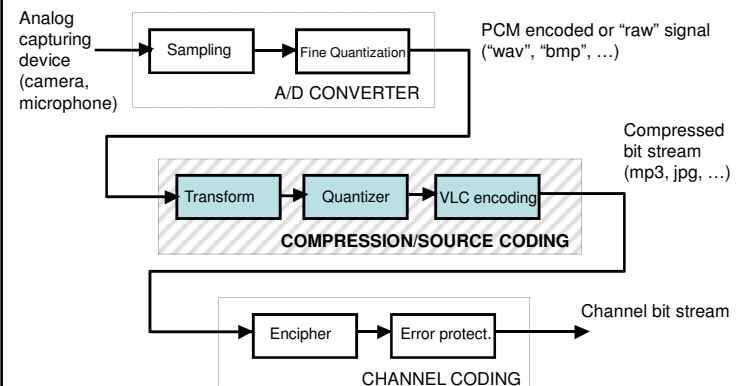 Analog
capturing
device
(camera,
microphone)
Sampling
Fine Quantization
A/D CONVERTER
PCM encoded or “raw” signal
(“wav”, “bmp”, …)
Compressed
bit stream
(mp3, jpg, …)
Transform
Quantizer
VLC encoding
COMPRESSION/SOURCE CODING
Channel bit stream
Encipher
Error protect.
CHANNEL CODING